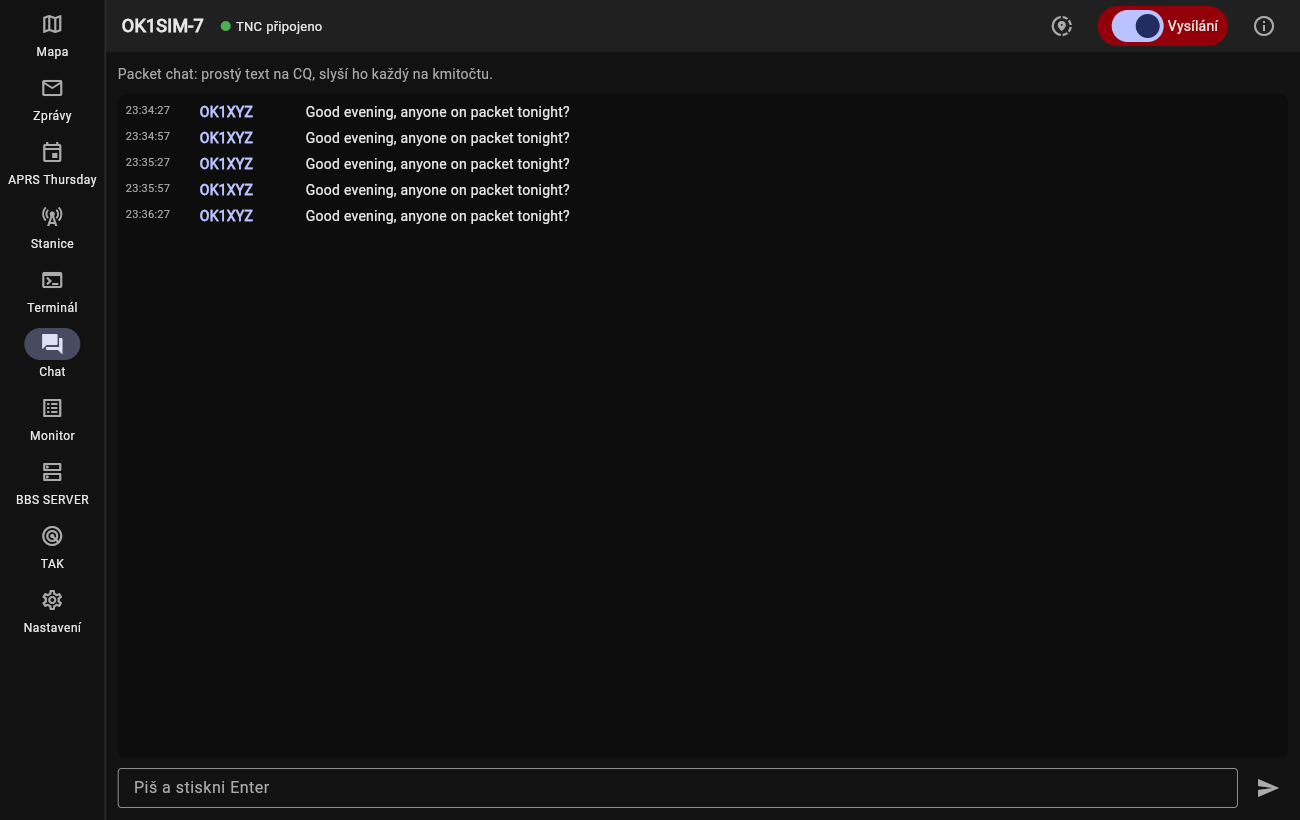 OK1SIM-7
TNC připojeno
Vysílání
Mapa
Zprávy
APRS Thursday
Stanice
Terminál
Chat
Monitor
BBS SERVER
TAK
Nastavení
Packet chat: prostý text na CQ, slyší ho každý na kmitočtu.
23:34:27 OK1XYZ Good evening, anyone on packet tonight?
23:34:57 OK1XYZ Good evening, anyone on packet tonight?
23:35:27 OK1XYZ Good evening, anyone on packet tonight?
23:35:57 OK1XYZ Good evening, anyone on packet tonight?
23:36:27 OK1XYZ Good evening, anyone on packet tonight?
Piš a stiskni Enter